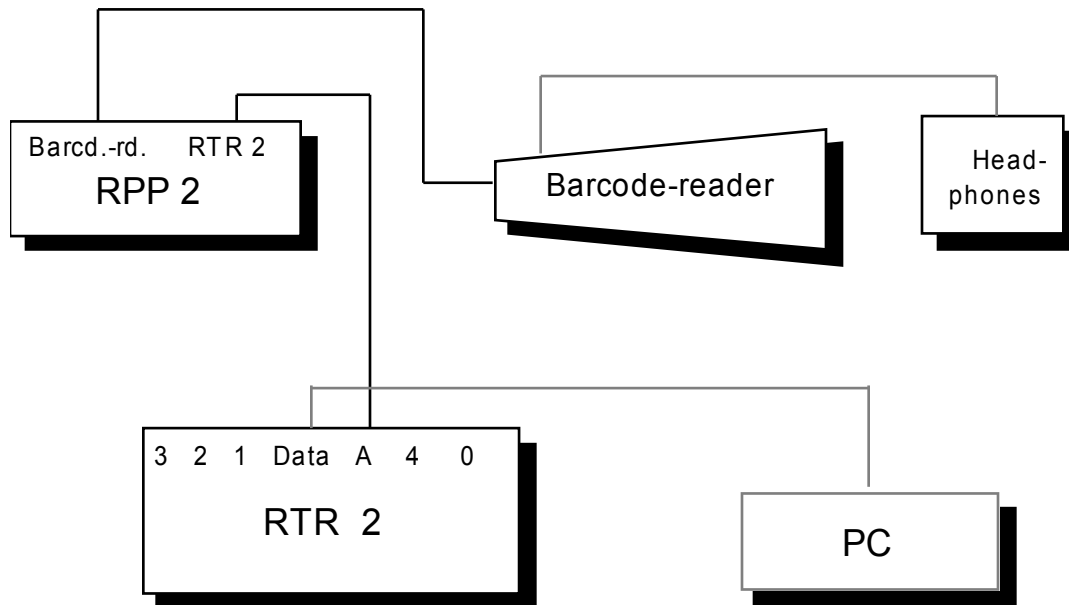 Barcd.-rd. RTR 2
RPP 2
Barcode-reader
Head-
phones
3 2 1 Data A 4 0
RTR 2
PC